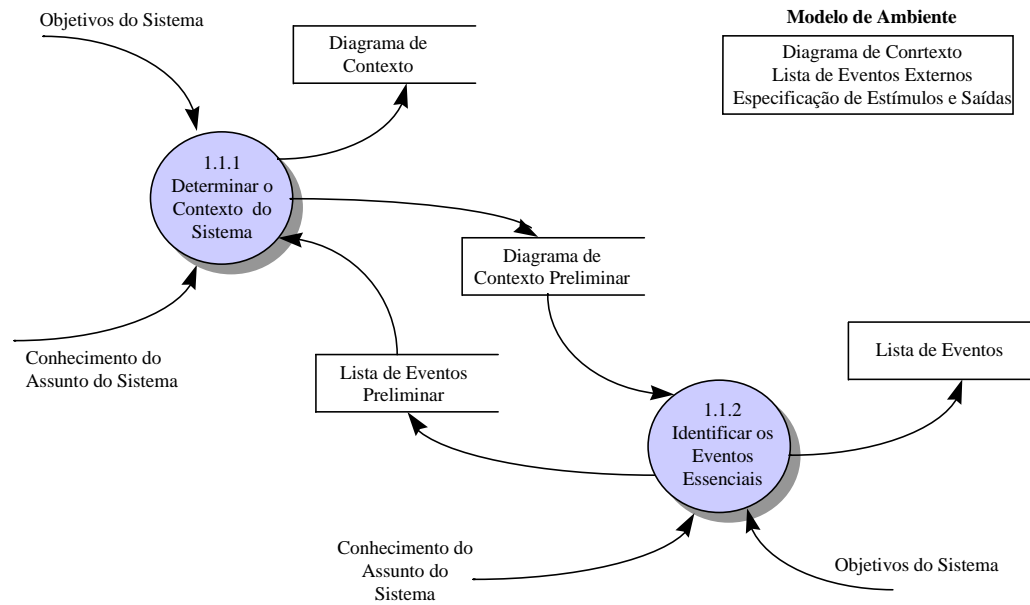 Objetivos do Sistema
Diagrama de
Contexto
Modelo de Ambiente
Diagrama de Conrtexto
Lista de Eventos Externos
Especificação de Estímulos e Saídas
1.1.1
Determinar o
Contexto do
Sistema
Diagrama de
Contexto Preliminar
Conhecimento do
Assunto do Sistema
Lista de Eventos
Preliminar
Lista de Eventos
1.1.2
Identificar os
Eventos
Essenciais
Conhecimento do
Assunto do
Sistema
Objetivos do Sistema